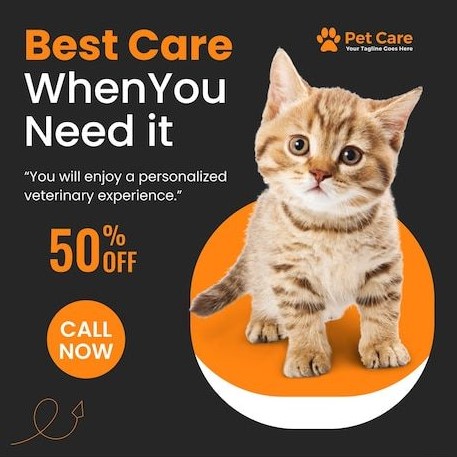 Best Care
WhenYou
Need it
Pet Care
Your Tagline Goes Here
“You will enjoy a personalized
veterinary experience.”
50%
OFF
CALL
NOW